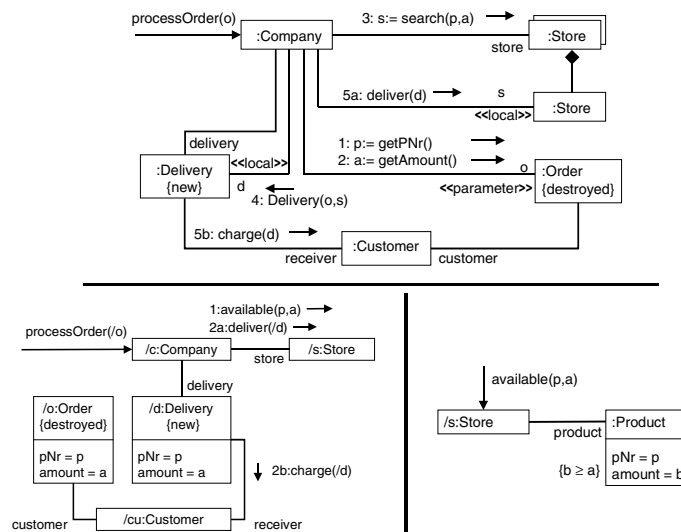 processOrder(o)
:Company
3: s:= search(p,a)
store
:Store
5a: deliver(d)
s
<<local>>
:Store
delivery
:Delivery
{new}
<<local>>
d
4: Delivery(o,s)
1: p:= getPNr()
2: a:= getAmount()
o
<<parameter>>
:Order
{destroyed}
5b: charge(d)
receiver
:Customer
customer
1:available(p,a)
2a:deliver(/d)
processOrder(/o)
/c:Company
store
/s:Store
delivery
/o:Order
{destroyed}
pNr = p
amount = a
/d:Delivery
{new}
pNr = p
amount = a
2b:charge(/d)
customer
/cu:Customer
receiver
available(p,a)
/s:Store
product
:Product
{b ≥ a}
pNr = p
amount = b